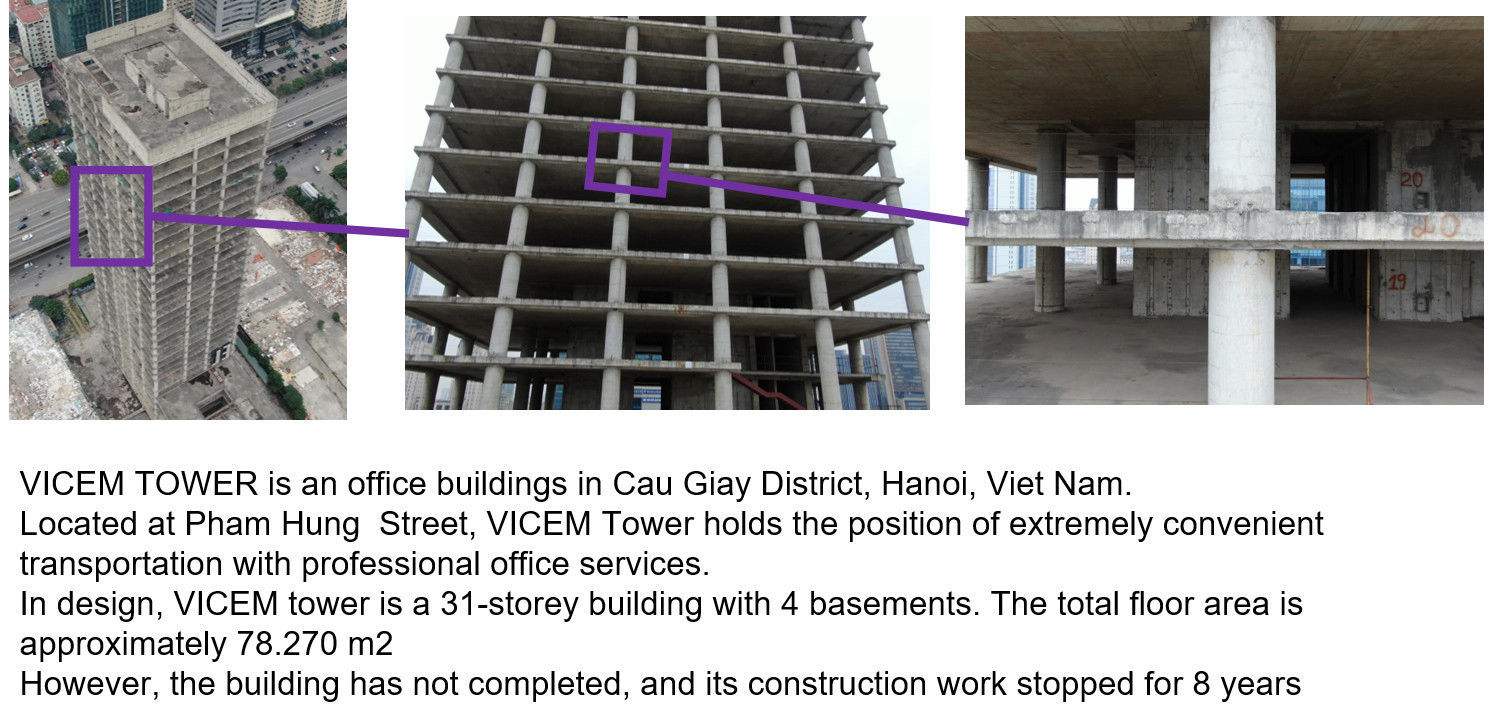 20
20
19
VICEM TOWER is an office buildings in Cau Giay District, Hanoi, Viet Nam.
Located at Pham Hung  Street, VICEM Tower holds the position of extremely convenient
transportation with professional office services.
In design, VICEM tower is a 31-storey building with 4 basements. The total floor area is
approximately 78.270 m2
However, the building has not completed, and its construction work stopped for 8 years